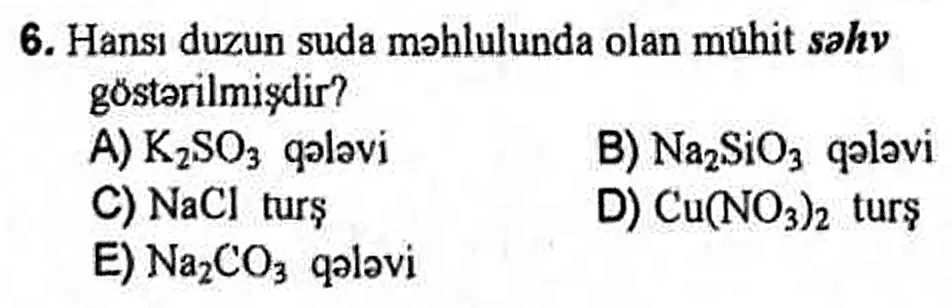 6. Hansı duzun suda məhlulunda olan mühit səhv
göstərilmişdir?
A) K₂SO₃ qələvi B) Na₂SiO₃ qələvi
C) NaCl turş D) Cu(NO₃)₂ turş
E) Na₂CO₃ qələvi